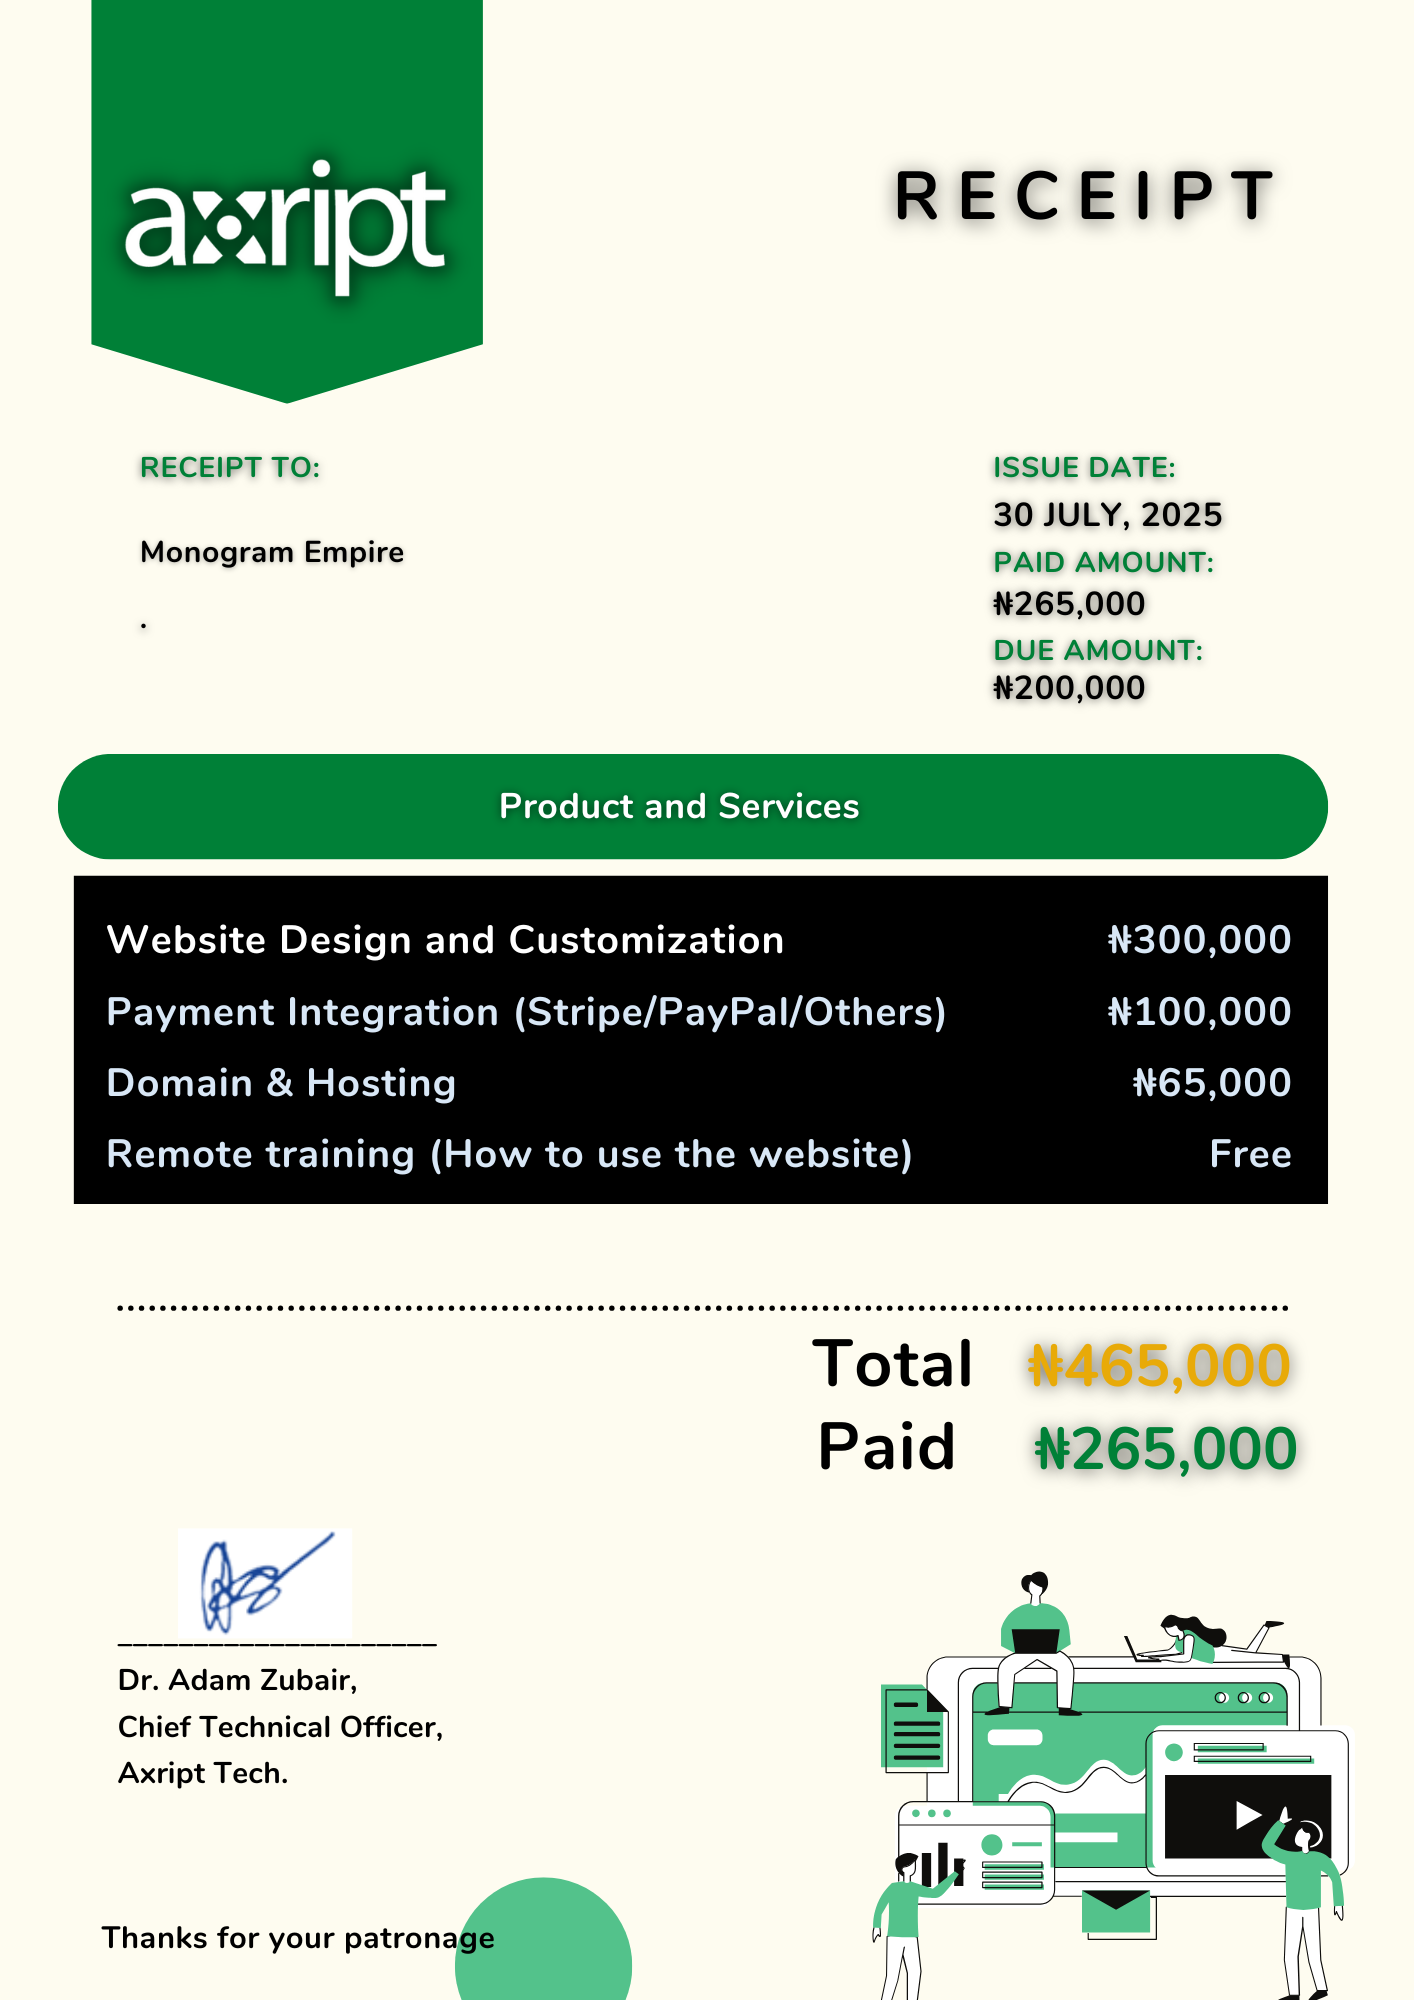 axript
RECEIPT
RECEIPT TO:
Monogram Empire
.
ISSUE DATE:
30 JULY, 2025
PAID AMOUNT:
₦265,000
DUE AMOUNT:
₦200,000
Product and Services
Website Design and Customization ₦300,000
Payment Integration (Stripe/PayPal/Others) ₦100,000
Domain & Hosting ₦65,000
Remote training (How to use the website) Free
Total ₦465,000
Paid ₦265,000
Dr. Adam Zubair,
Chief Technical Officer,
Axript Tech.
Thanks for your patronage